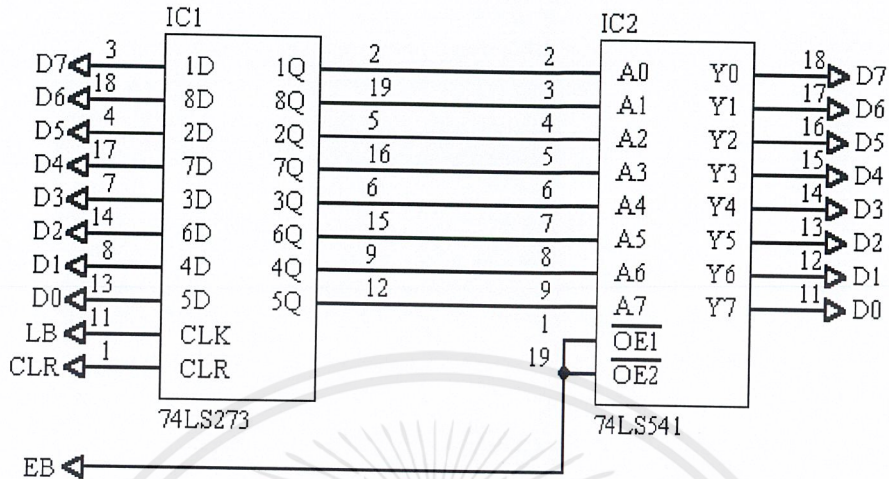 IC1
IC2
D7 3 1D 1Q 2 2 A0 Y0 18 D7
D6 18 8D 8Q 19 3 A1 Y1 17 D6
D5 4 2D 2Q 5 4 A2 Y2 16 D5
D4 17 7D 7Q 16 5 A3 Y3 15 D4
D3 7 3D 3Q 6 6 A4 Y4 14 D3
D2 14 6D 6Q 15 7 A5 Y5 13 D2
D1 8 4D 4Q 9 8 A6 Y6 12 D1
D0 13 5D 5Q 12 9 A7 Y7 11 D0
LB 11 CLK 1 OE1
CLR 1 CLR 19 OE2
74LS273
74LS541
EB